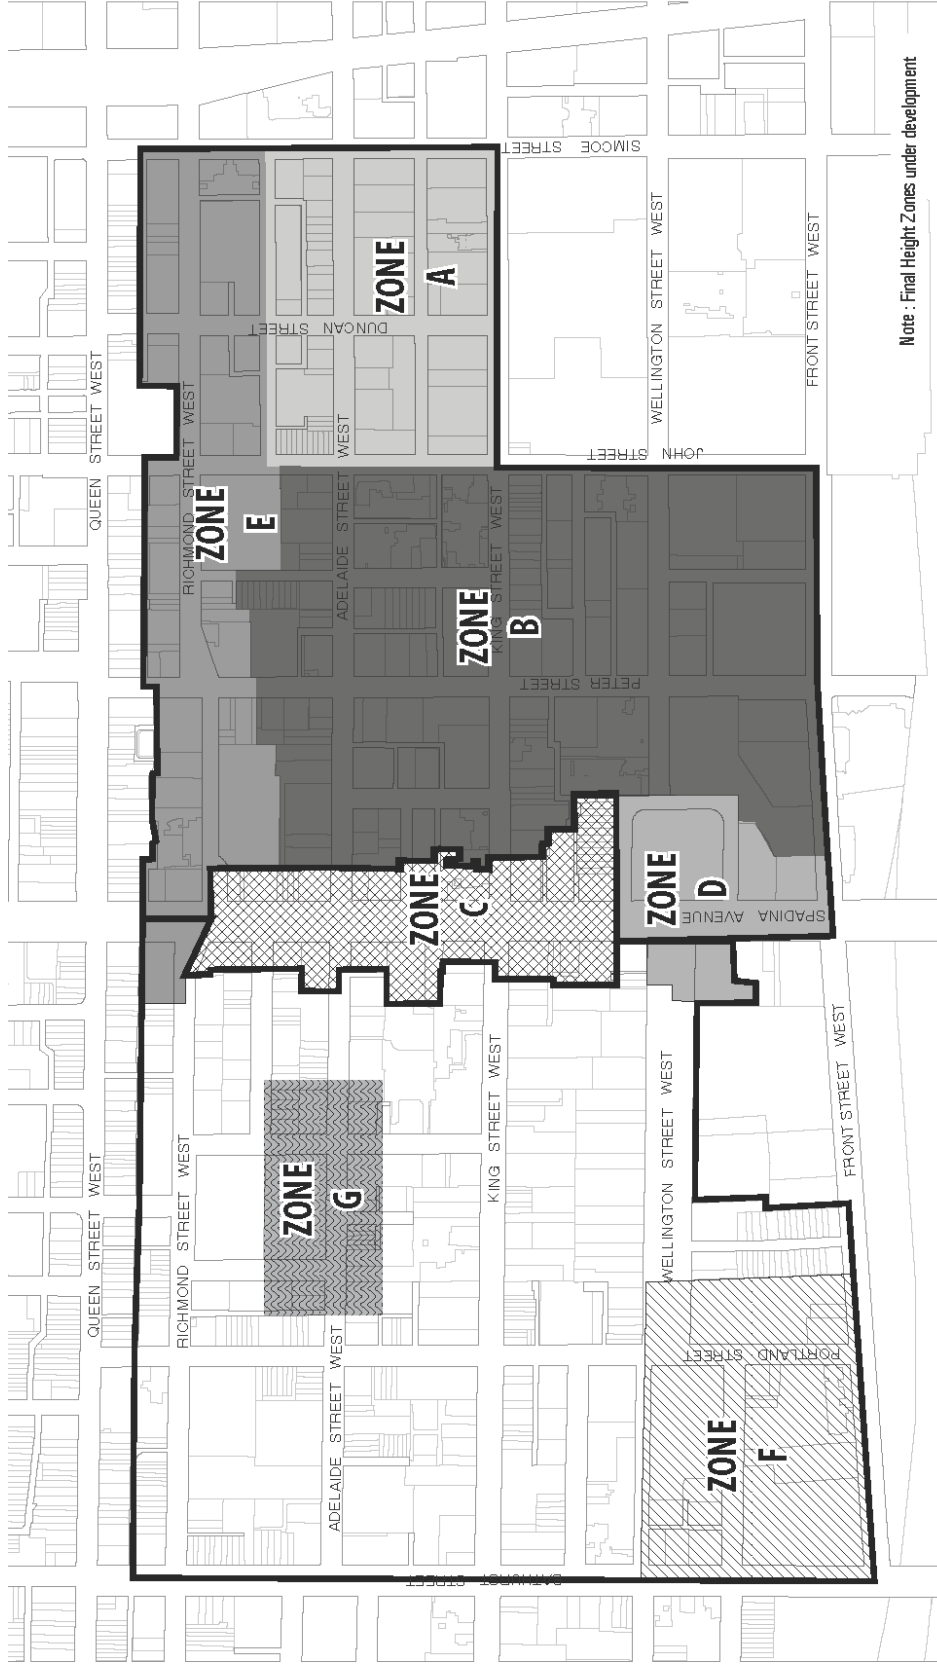 QUEEN STREET WEST
QUEEN STREET WEST
RICHMOND STREET WEST
RICHMOND STREET WEST
ADELAIDE STREET WEST
ADELAIDE STREET WEST
KING STREET WEST
KING STREET WEST
WELLINGTON STREET WEST
WELLINGTON STREET WEST
FRONT STREET WEST
FRONT STREET WEST
BATHURST STREET
PORTLAND STREET
SPADINA AVENUE
PETER STREET
JOHN STREET
DUNCAN STREET
SIMCOE STREET
ZONE
A
ZONE
B
ZONE
C
ZONE
D
ZONE
E
ZONE
F
ZONE
G
Note : Final Height Zones under development